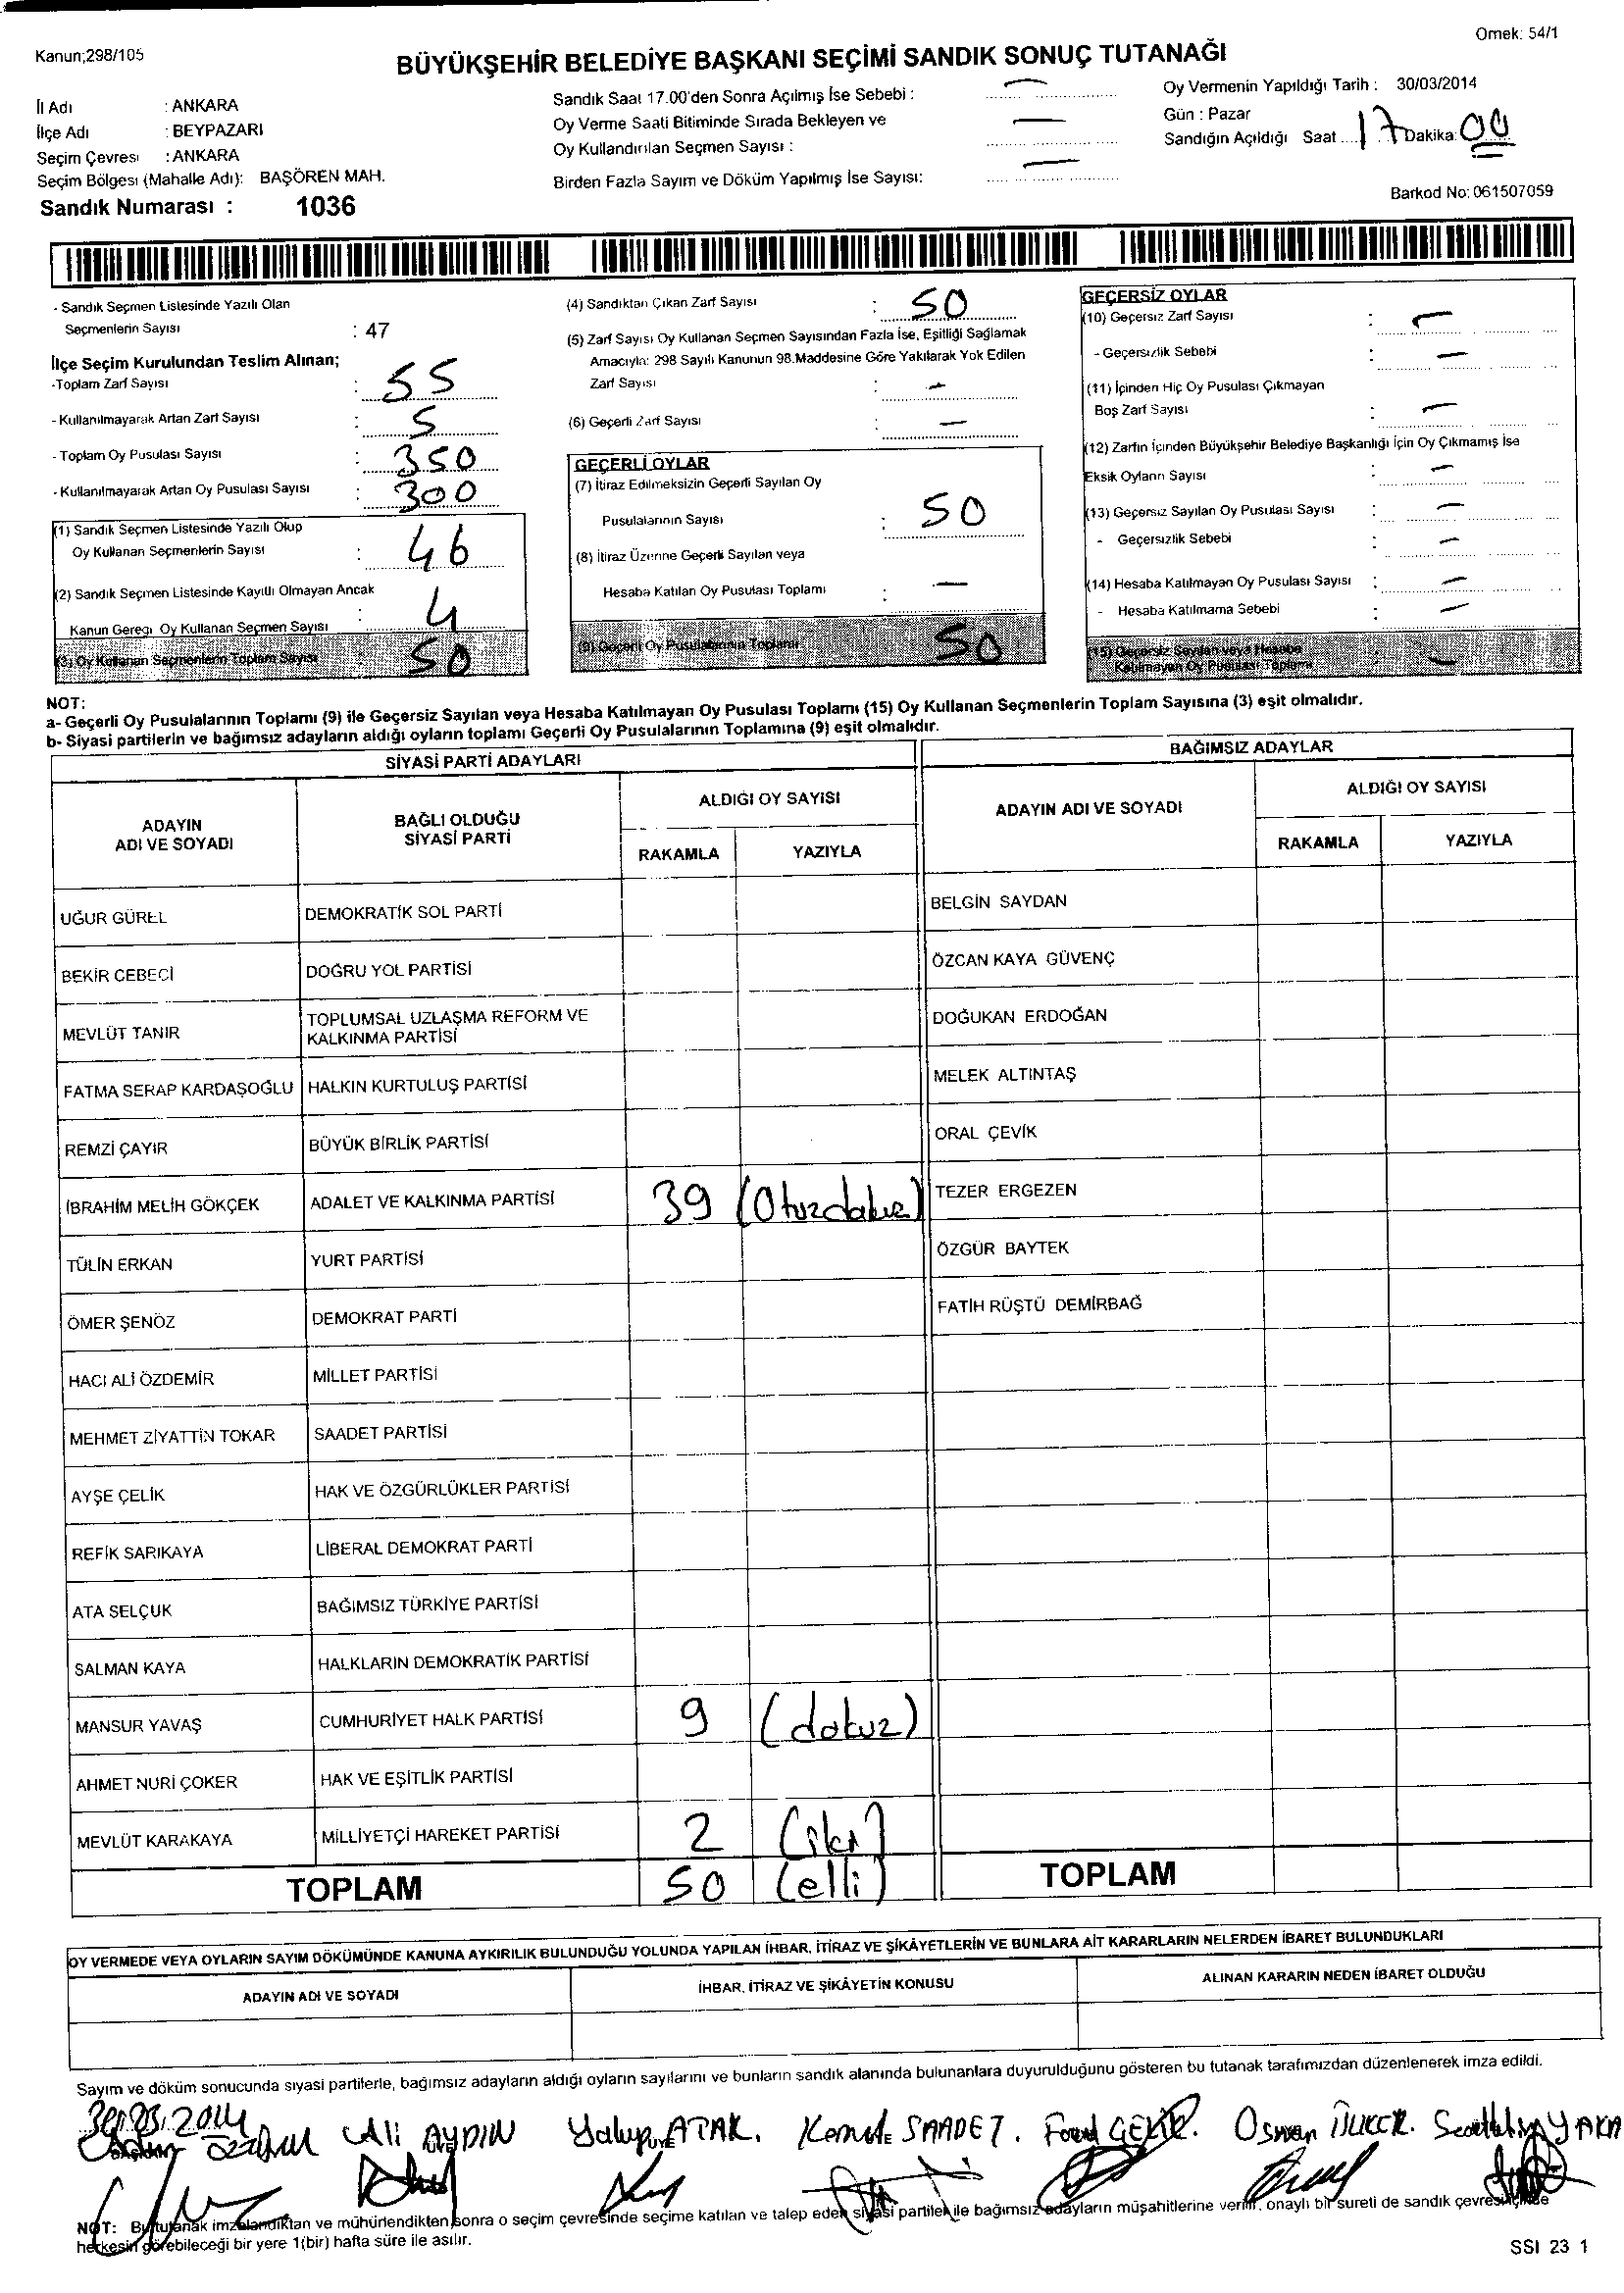 Kanun;298/105
Örnek: 54/1
BÜYÜKŞEHİR BELEDİYE BAŞKANI SEÇİMİ SANDIK SONUÇ TUTANAĞI
İl Adı : ANKARA
İlçe Adı : BEYPAZARI
Seçim Çevresi : ANKARA
Seçim Bölgesi (Mahalle Adı): BAŞÖREN MAH.
Sandık Numarası : 1036
Sandık Saat 17.00'den Sonra Açılmış İse Sebebi : —
Oy Verme Saati Bitiminde Sırada Bekleyen ve
Oy Kullandırılan Seçmen Sayısı : —
Birden Fazla Sayım ve Döküm Yapılmış İse Sayısı: —
Oy Vermenin Yapıldığı Tarih : 30/03/2014
Gün : Pazar
Sandığın Açıldığı Saat 17 Dakika: 00
Barkod No: 061507059
- Sandık Seçmen Listesinde Yazılı Olan
Seçmenlerin Sayısı : 47
İlçe Seçim Kurulundan Teslim Alınan;
-Toplam Zarf Sayısı : 55
- Kullanılmayarak Artan Zarf Sayısı : 5
- Toplam Oy Pusulası Sayısı : 350
- Kullanılmayarak Artan Oy Pusulası Sayısı : 300
(1) Sandık Seçmen Listesinde Yazılı Olup
Oy Kullanan Seçmenlerin Sayısı : 46
(2) Sandık Seçmen Listesinde Kayıtlı Olmayan Ancak
Kanun Gereği Oy Kullanan Seçmen Sayısı : 4
(3) Oy Kullanan Seçmenlerin Toplam Sayısı 50
(4) Sandıktan Çıkan Zarf Sayısı : 50
(5) Zarf Sayısı Oy Kullanan Seçmen Sayısından Fazla İse, Eşitliği Sağlamak
Amacıyla: 298 Sayılı Kanunun 98.Maddesine Göre Yakılarak Yok Edilen
Zarf Sayısı : —
(6) Geçerli Zarf Sayısı : —
GEÇERLİ OYLAR
(7) İtiraz Edilmeksizin Geçerli Sayılan Oy
Pusulalarının Sayısı : 50
(8) İtiraz Üzerine Geçerli Sayılan veya
Hesaba Katılan Oy Pusulası Toplamı : —
(9) Geçerli Oy Pusulalarının Toplamı 50
GEÇERSİZ OYLAR
(10) Geçersiz Zarf Sayısı : —
- Geçersizlik Sebebi : —
(11) İçinden Hiç Oy Pusulası Çıkmayan
Boş Zarf Sayısı : —
(12) Zarfın İçinden Büyükşehir Belediye Başkanlığı İçin Oy Çıkmamış İse
Eksik Oyların Sayısı : —
(13) Geçersiz Sayılan Oy Pusulası Sayısı : —
- Geçersizlik Sebebi : —
(14) Hesaba Katılmayan Oy Pusulası Sayısı : —
- Hesaba Katılmama Sebebi : —
(15) Geçersiz Sayılan veya Hesaba
Katılmayan Oy Pusulası Toplamı —
NOT:
a- Geçerli Oy Pusulalarının Toplamı (9) ile Geçersiz Sayılan veya Hesaba Katılmayan Oy Pusulası Toplamı (15) Oy Kullanan Seçmenlerin Toplam Sayısına (3) eşit olmalıdır.
b- Siyasi partilerin ve bağımsız adayların aldığı oyların toplamı Geçerli Oy Pusulalarının Toplamına (9) eşit olmalıdır.
SİYASİ PARTİ ADAYLARI
BAĞIMSIZ ADAYLAR
ADAYIN ADI VE SOYADI
BAĞLI OLDUĞU SİYASİ PARTİ
ALDIĞI OY SAYISI
RAKAMLA YAZIYLA
ADAYIN ADI VE SOYADI
ALDIĞI OY SAYISI
RAKAMLA YAZIYLA
UĞUR GÜREL DEMOKRATİK SOL PARTİ BELGİN SAYDAN
BEKİR CEBECİ DOĞRU YOL PARTİSİ ÖZCAN KAYA GÜVENÇ
MEVLÜT TANIR TOPLUMSAL UZLAŞMA REFORM VE KALKINMA PARTİSİ DOĞUKAN ERDOĞAN
FATMA SERAP KARDAŞOĞLU HALKIN KURTULUŞ PARTİSİ MELEK ALTINTAŞ
REMZİ ÇAYIR BÜYÜK BİRLİK PARTİSİ ORAL ÇEVİK
İBRAHİM MELİH GÖKÇEK ADALET VE KALKINMA PARTİSİ 39 (Otuzdokuz) TEZER ERGEZEN
TÜLİN ERKAN YURT PARTİSİ ÖZGÜR BAYTEK
ÖMER ŞENÖZ DEMOKRAT PARTİ FATİH RÜŞTÜ DEMİRBAĞ
HACI ALİ ÖZDEMİR MİLLET PARTİSİ
MEHMET ZİYATTİN TOKAR SAADET PARTİSİ
AYŞE ÇELİK HAK VE ÖZGÜRLÜKLER PARTİSİ
REFİK SARIKAYA LİBERAL DEMOKRAT PARTİ
ATA SELÇUK BAĞIMSIZ TÜRKİYE PARTİSİ
SALMAN KAYA HALKLARIN DEMOKRATİK PARTİSİ
MANSUR YAVAŞ CUMHURİYET HALK PARTİSİ 9 (dokuz)
AHMET NURİ ÇOKER HAK VE EŞİTLİK PARTİSİ
MEVLÜT KARAKAYA MİLLİYETÇİ HAREKET PARTİSİ 2 (iki)
TOPLAM 50 (elli) TOPLAM
OY VERMEDE VEYA OYLARIN SAYIM DÖKÜMÜNDE KANUNA AYKIRILIK BULUNDUĞU YOLUNDA YAPILAN İHBAR, İTİRAZ VE ŞİKÂYETLERİN VE BUNLARA AİT KARARLARIN NELERDEN İBARET BULUNDUKLARI
ADAYIN ADI VE SOYADI İHBAR, İTİRAZ VE ŞİKÂYETİN KONUSU ALINAN KARARIN NEDEN İBARET OLDUĞU
Sayım ve döküm sonucunda siyasi partilerle, bağımsız adayların aldığı oyların sayılarını ve bunların sandık alanında bulunanlara duyurulduğunu gösteren bu tutanak tarafımızdan düzenlenerek imza edildi.
30.03.2014
Ali AYDIN Yakup ATAK. Kemal SAADET. Osman
NOT: Bu tutanak imzalandıktan ve mühürlendikten sonra o seçim çevresinde seçime katılan ve talep eden siyasi partiler ile bağımsız adayların müşahitlerine verilir, onaylı bir sureti de sandık çevresi içinde
herkesin görebileceği bir yere 1(bir) hafta süre ile asılır.
SSI 23 1